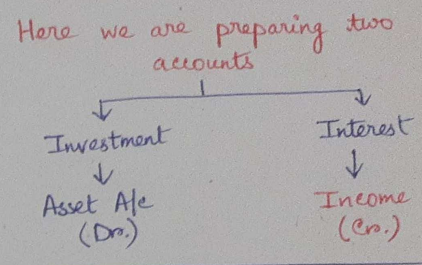 Here we are preparing two
accounts
Investment Interest
Asset A/c Income
(Dr.) (Cr.)